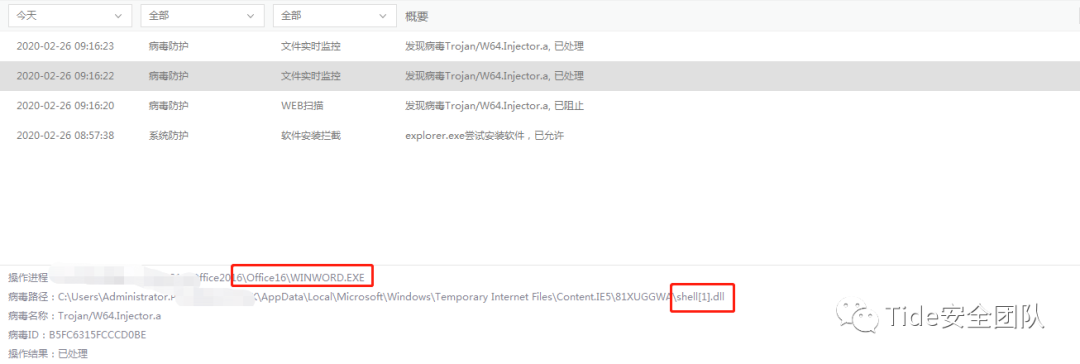 今天 全部 全部 概要
2020-02-26 09:16:23 病毒防护 文件实时监控 发现病毒Trojan/W64.Injector.a, 已处理
2020-02-26 09:16:22 病毒防护 文件实时监控 发现病毒Trojan/W64.Injector.a, 已处理
2020-02-26 09:16:20 病毒防护 WEB扫描 发现病毒Trojan/W64.Injector.a, 已阻止
2020-02-26 08:57:38 系统防护 软件安装拦截 explorer.exe尝试安装软件，已允许
操作进程 office2016\Office16\WINWORD.EXE
病毒路径：C:\Users\Administrator. \AppData\Local\Microsoft\Windows\Temporary Internet Files\Content.IE5\81XUGGWA\shell[1].dll
病毒名称：Trojan/W64.Injector.a
病毒ID：B5FC6315FCCCD0BE
操作结果：已处理
Tide安全团队